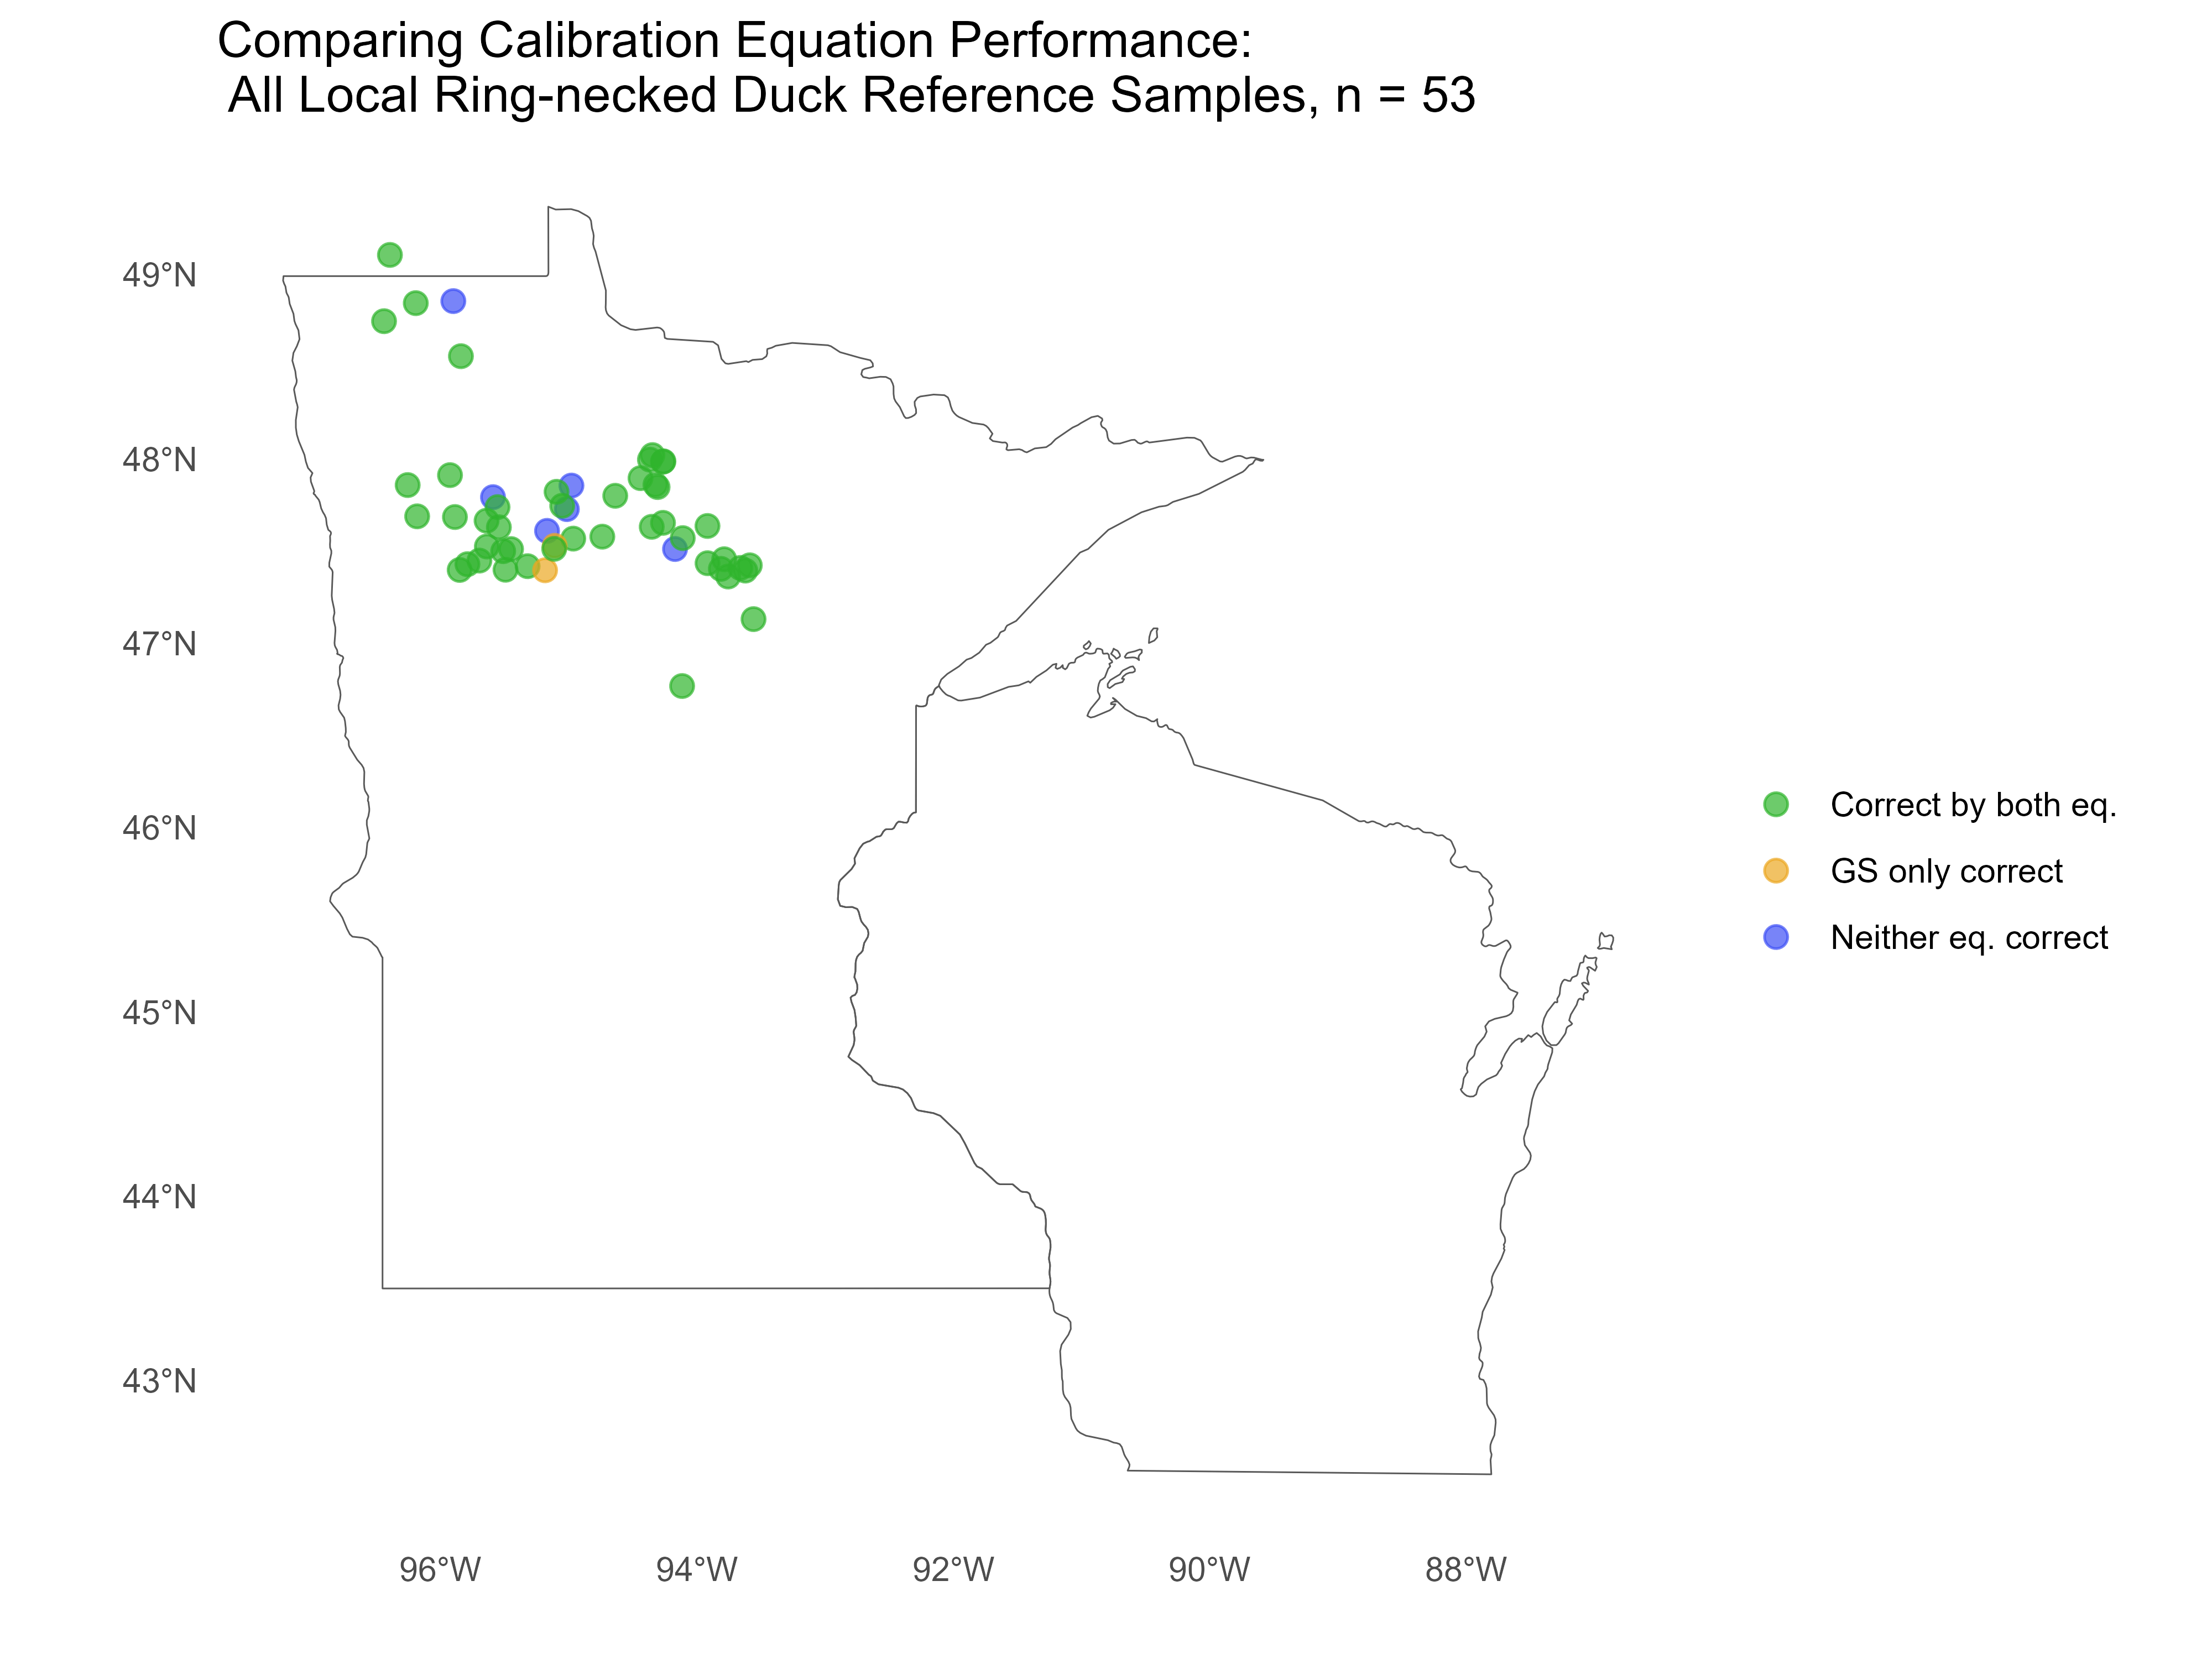 Comparing Calibration Equation Performance:
All Local Ring-necked Duck Reference Samples, n = 53
49°N
48°N
47°N
46°N
45°N
44°N
43°N
96°W
94°W
92°W
90°W
88°W
Correct by both eq.
GS only correct
Neither eq. correct